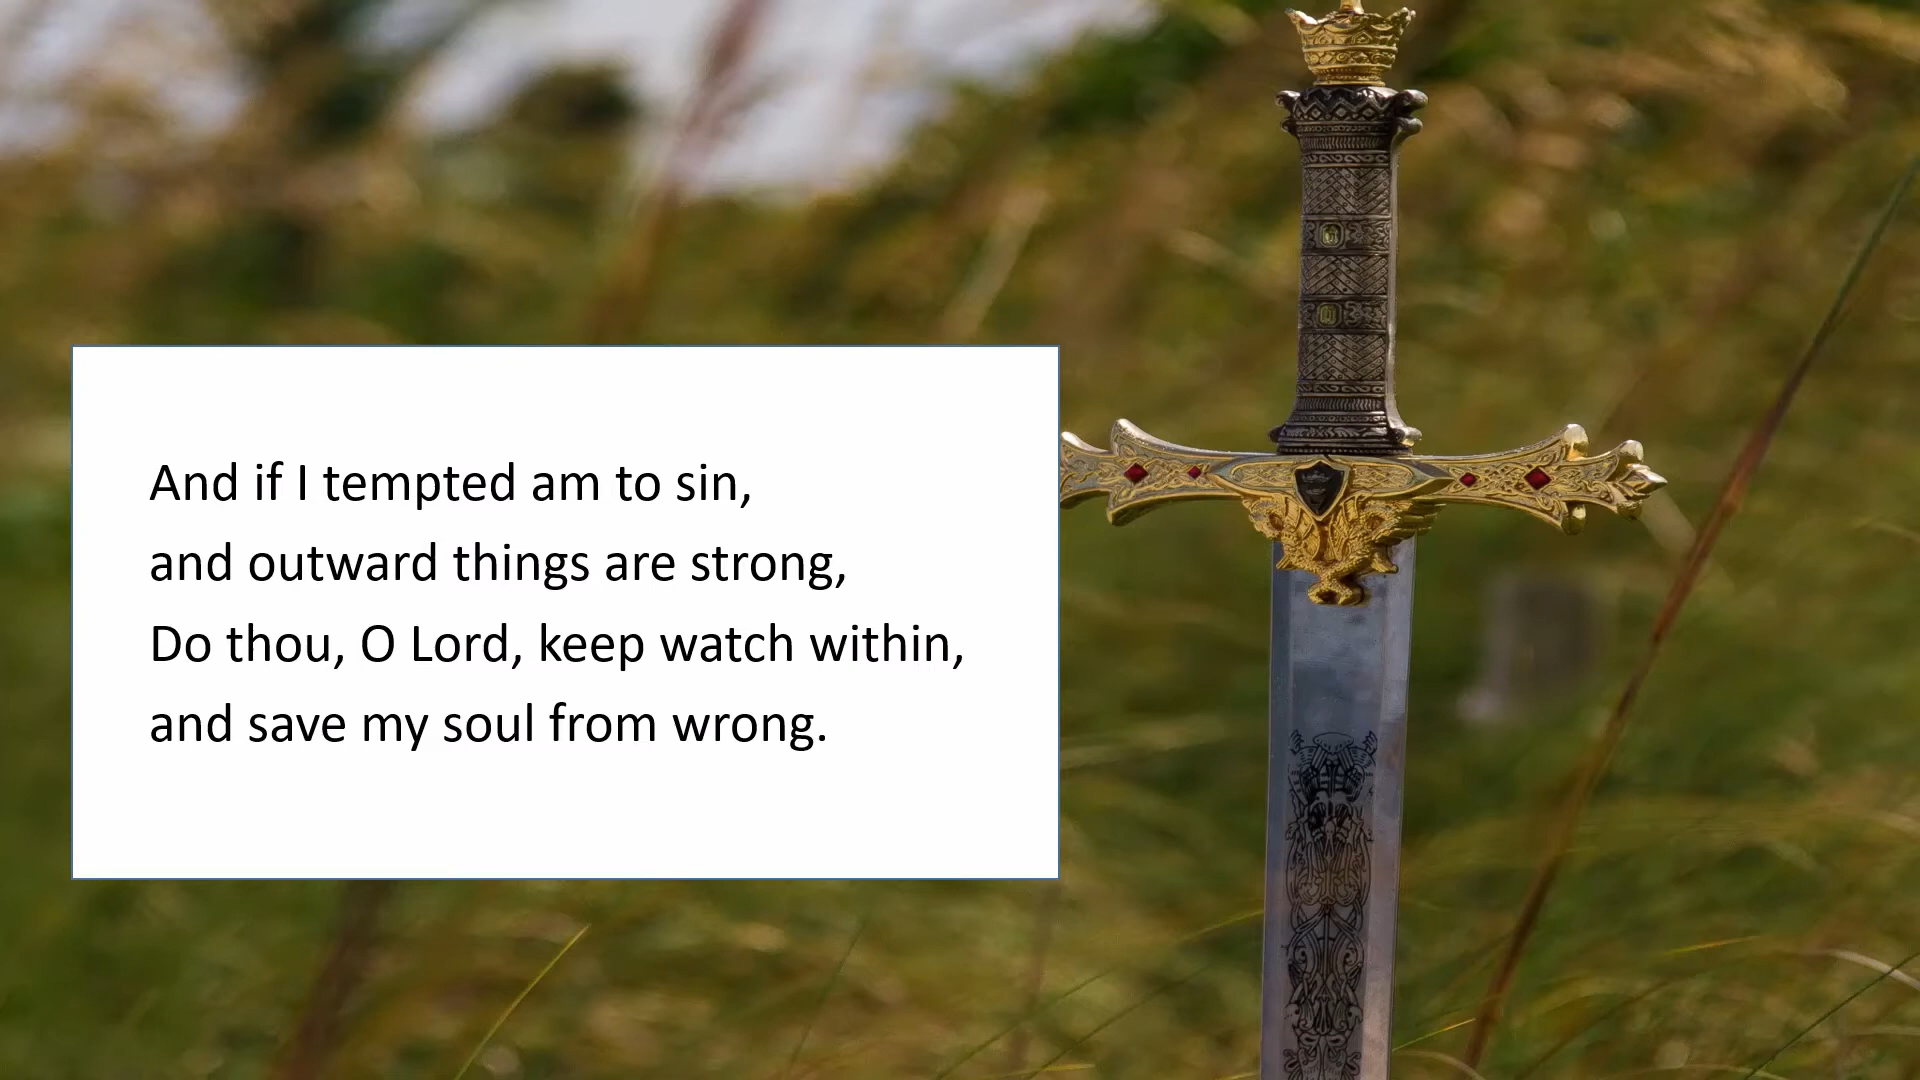 And if I tempted am to sin,
and outward things are strong,
Do thou, O Lord, keep watch within,
and save my soul from wrong.